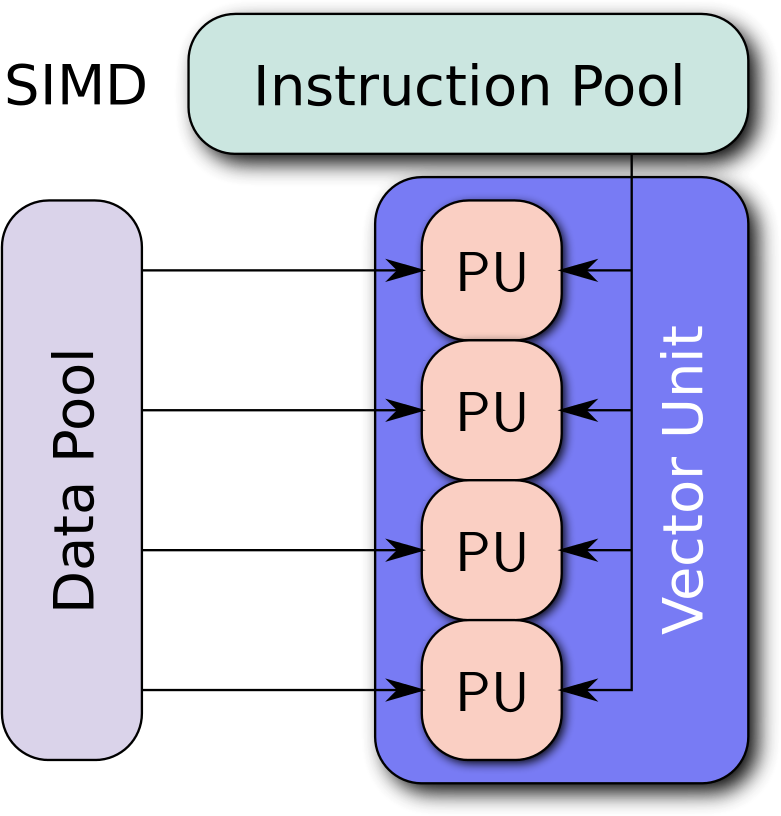 SIMD
Instruction Pool
Data Pool
PU
PU
PU
PU
Vector Unit